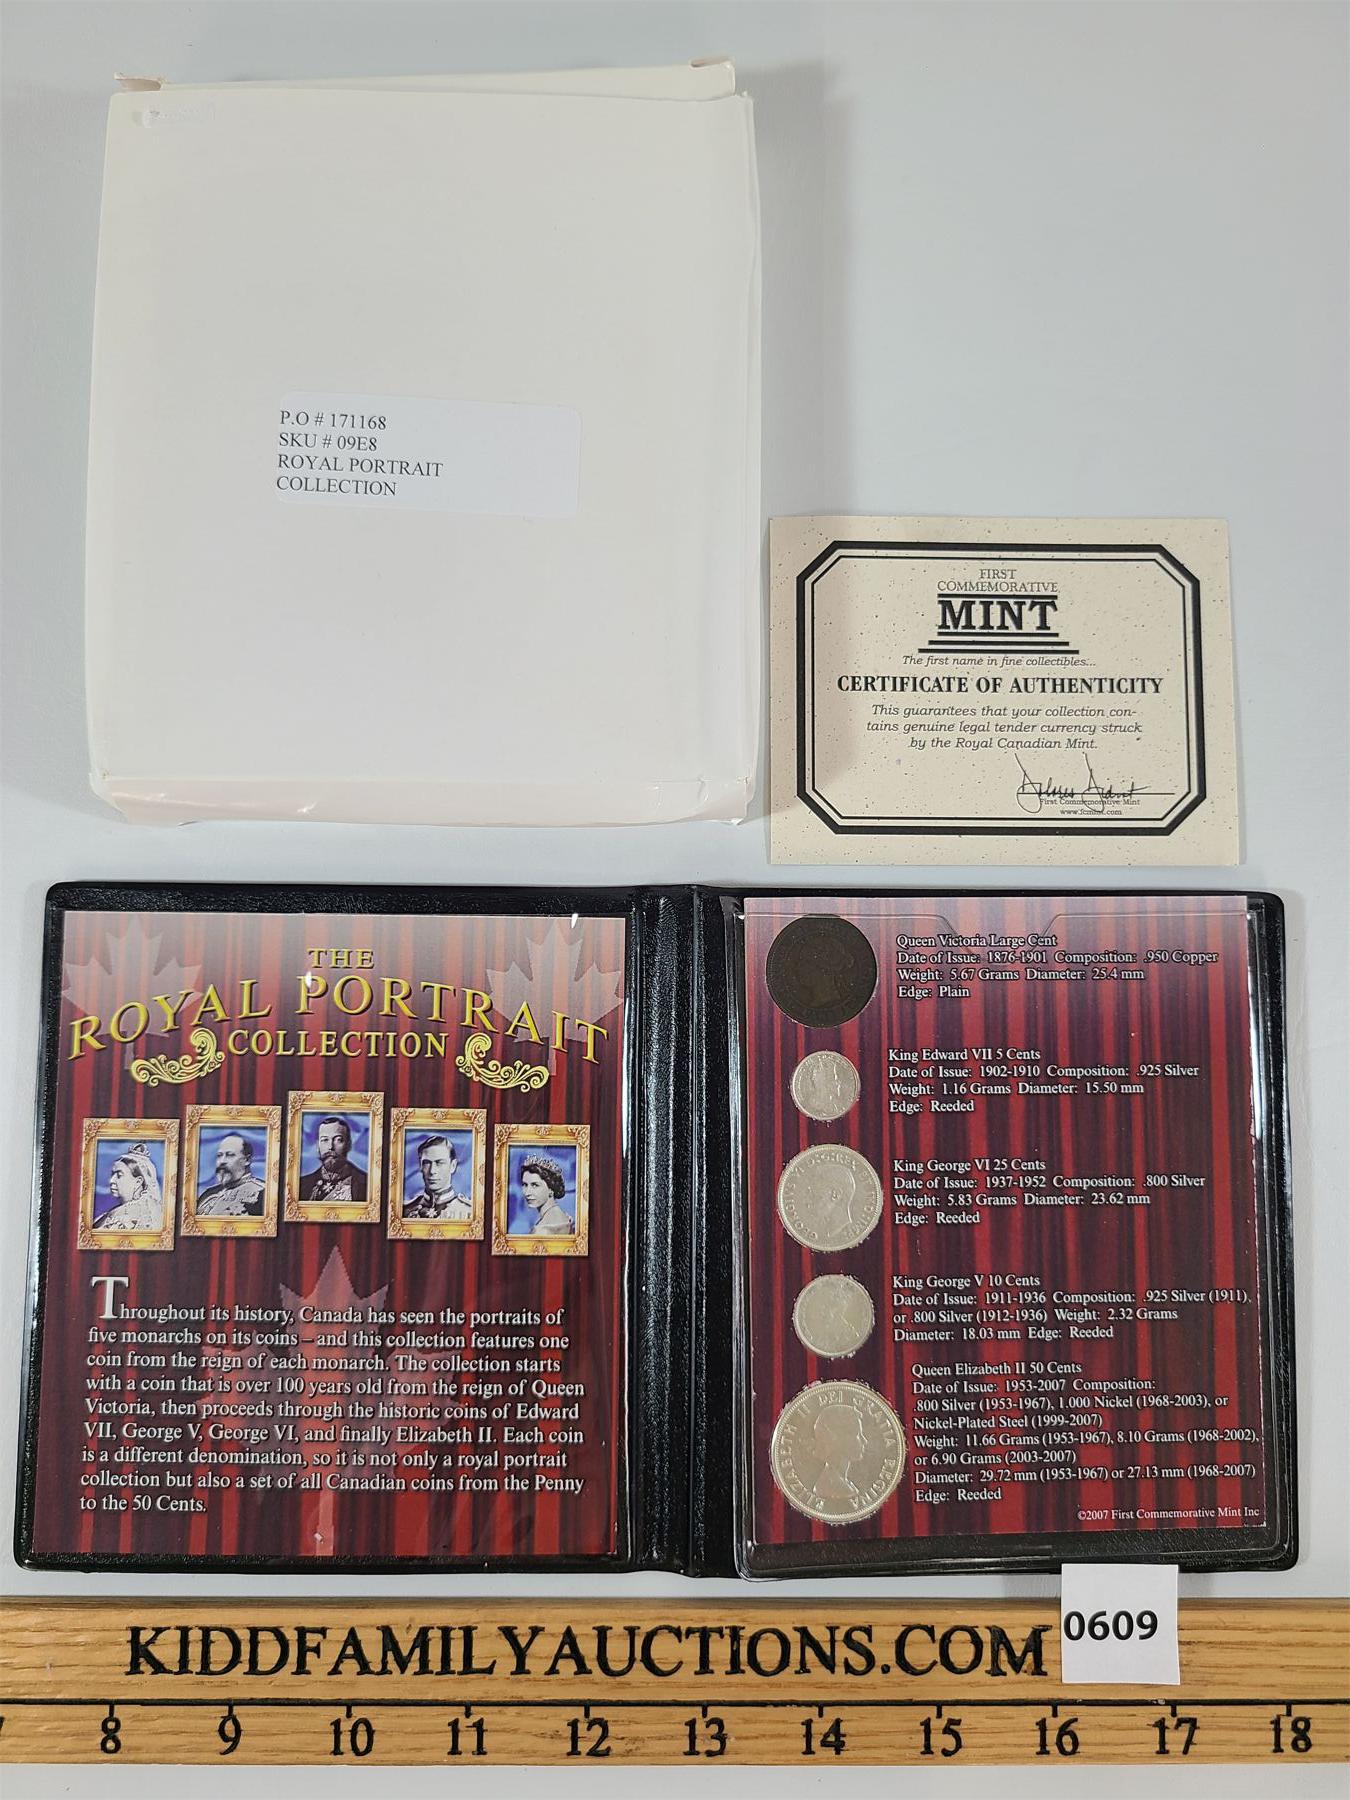 P.O # 171168
SKU # 09E8
ROYAL PORTRAIT
COLLECTION
FIRST
COMMEMORATIVE
MINT
The first name in fine collectibles...
CERTIFICATE OF AUTHENTICITY
This guarantees that your collection con-
tains genuine legal tender currency struck
by the Royal Canadian Mint.
First Commemorative Mint
www.fcmint.com
THE
ROYAL PORTRAIT
COLLECTION
Throughout its history, Canada has seen the portraits of
five monarchs on its coins – and this collection features one
coin from the reign of each monarch. The collection starts
with a coin that is over 100 years old from the reign of Queen
Victoria, then proceeds through the historic coins of Edward
VII, George V, George VI, and finally Elizabeth II. Each coin
is a different denomination, so it is not only a royal portrait
collection but also a set of all Canadian coins from the Penny
to the 50 Cents.
Queen Victoria Large Cent
Date of Issue: 1876-1901 Composition: .950 Copper
Weight: 5.67 Grams Diameter: 25.4 mm
Edge: Plain
King Edward VII 5 Cents
Date of Issue: 1902-1910 Composition: .925 Silver
Weight: 1.16 Grams Diameter: 15.50 mm
Edge: Reeded
King George VI 25 Cents
Date of Issue: 1937-1952 Composition: .800 Silver
Weight: 5.83 Grams Diameter: 23.62 mm
Edge: Reeded
King George V 10 Cents
Date of Issue: 1911-1936 Composition: .925 Silver (1911),
or .800 Silver (1912-1936) Weight: 2.32 Grams
Diameter: 18.03 mm Edge: Reeded
Queen Elizabeth II 50 Cents
Date of Issue: 1953-2007 Composition:
.800 Silver (1953-1967), 1.000 Nickel (1968-2003), or
Nickel-Plated Steel (1999-2007)
Weight: 11.66 Grams (1953-1967), 8.10 Grams (1968-2002),
or 6.90 Grams (2003-2007)
Diameter: 29.72 mm (1953-1967) or 27.13 mm (1968-2007)
Edge: Reeded
©2007 First Commemorative Mint Inc
ELIZABETH II DEI GRATIA REGINA
KIDDFAMILYAUCTIONS.COM
0609
8 9 10 11 12 13 14 15 16 17 18